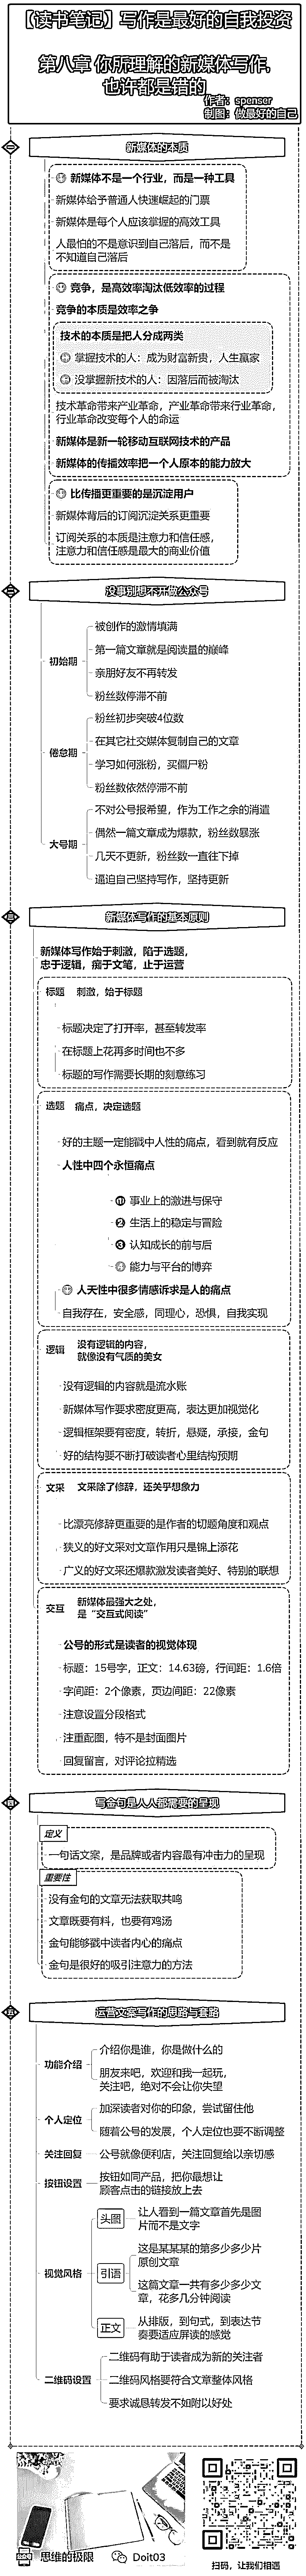 【读书笔记】写作是最好的自我投资
第八章 你所理解的新媒体写作,
也许都是错的
作者: spenser
制图: 做最好的自己
一
新媒体的本质
新媒体不是一个行业，而是一种工具
新媒体给予普通人快速崛起的门票
新媒体是每个人应该掌握的高效工具
人最怕的不是意识到自己落后，而不是
不知道自己落后
竞争，是高效率淘汰低效率的过程
竞争的本质是效率之争
技术的本质是把人分成两类
掌握技术的人：成为财富新贵，人生赢家
没掌握新技术的人：因落后而被淘汰
技术革命带来产业革命，产业革命带来行业革命，
行业革命改变每个人的命运
新媒体是新一轮移动互联网技术的产品
新媒体的传播效率把一个人原本的能力放大
比传播更重要的是沉淀用户
新媒体背后的订阅沉淀关系更重要
订阅关系的本质是注意力和信任感，
注意力和信任感是最大的商业价值
二
没事别想不开做公众号
初始期
被创作的激情填满
第一篇文章就是阅读量的巅峰
亲朋好友不再转发
粉丝数停滞不前
倦怠期
粉丝初步突破4位数
在其它社交媒体复制自己的文章
学习如何涨粉，买僵尸粉
粉丝数依然停滞不前
大号期
不对公号报希望，作为工作之余的消遣
偶然一篇文章成为爆款，粉丝数暴涨
几天不更新，粉丝数一直往下掉
逼迫自己坚持写作，坚持更新
三
新媒体写作的基本原则
新媒体写作始于刺激，陷于选题，
忠于逻辑，痴于文笔，止于运营
标题 刺激，始于标题
标题决定了打开率，甚至转发率
在标题上花再多时间也不多
标题的写作需要长期的刻意练习
选题 痛点，决定选题
好的主题一定能戳中人性的痛点，看到就有反应
人性中四个永恒痛点
1 事业上的激进与保守
2 生活上的稳定与冒险
3 认知成长的前与后
4 能力与平台的博弈
人天性中很多情感诉求是人的痛点
自我存在，安全感，同理心，恐惧，自我实现
逻辑 没有逻辑的内容，
就像没有气质的美女
没有逻辑的内容就是流水账
新媒体写作要求密度更高，表达更加视觉化
逻辑框架要有密度，转折，悬疑，承接，金句
好的结构要不断打破读者心里结构预期
文采 文采除了修辞，还关乎想象力
比漂亮修辞更重要的是作者的切题角度和观点
狭义的好文采对文章作用只是锦上添花
广义的好文采还爆款激发读者美好、特别的联想
交互 新媒体最强大之处，
是“交互式阅读”
公号的形式是读者的视觉体现
标题：15号字，正文：14.63磅，行间距：1.6倍
字间距：2个像素，页边间距：22像素
注意设置分段格式
注重配图，特不是封面图片
回复留言，对评论拉精选
四
写金句是人人都需要的呈现
定义
一句话文案，是品牌或者内容最有冲击力的呈现
重要性
没有金句的文章无法获取共鸣
文章既要有料，也要有鸡汤
金句能够戳中读者内心的痛点
金句是很好的吸引注意力的方法
五
运营文案写作的思路与套路
功能介绍
介绍你是谁，你是做什么的
朋友来吧，欢迎和我一起玩，
关注吧，绝对不会让你失望
个人定位
加深读者对你的印象，尝试留住他
随着公号的发展，个人定位也要不断调整
关注回复
公号就像便利店，关注回复给以亲切感
按钮设置
按钮如同产品，把你最想让
顾客点击的链接放上去
视觉风格
头图
让人看到一篇文章首先是图
片而不是文字
引语
这是某某某的第多少多少片
原创文章
这篇文章一共有多少多少文
章，花多几分钟阅读
正文
从排版，到句式，到表达节
奏要适应屏读的感觉
二维码设置
二维码有助于读者成为新的关注者
二维码风格要符合文章整体风格
要求诚恳转发不如附以好处
思维的极限 Doit03
扫码，让我们相遇